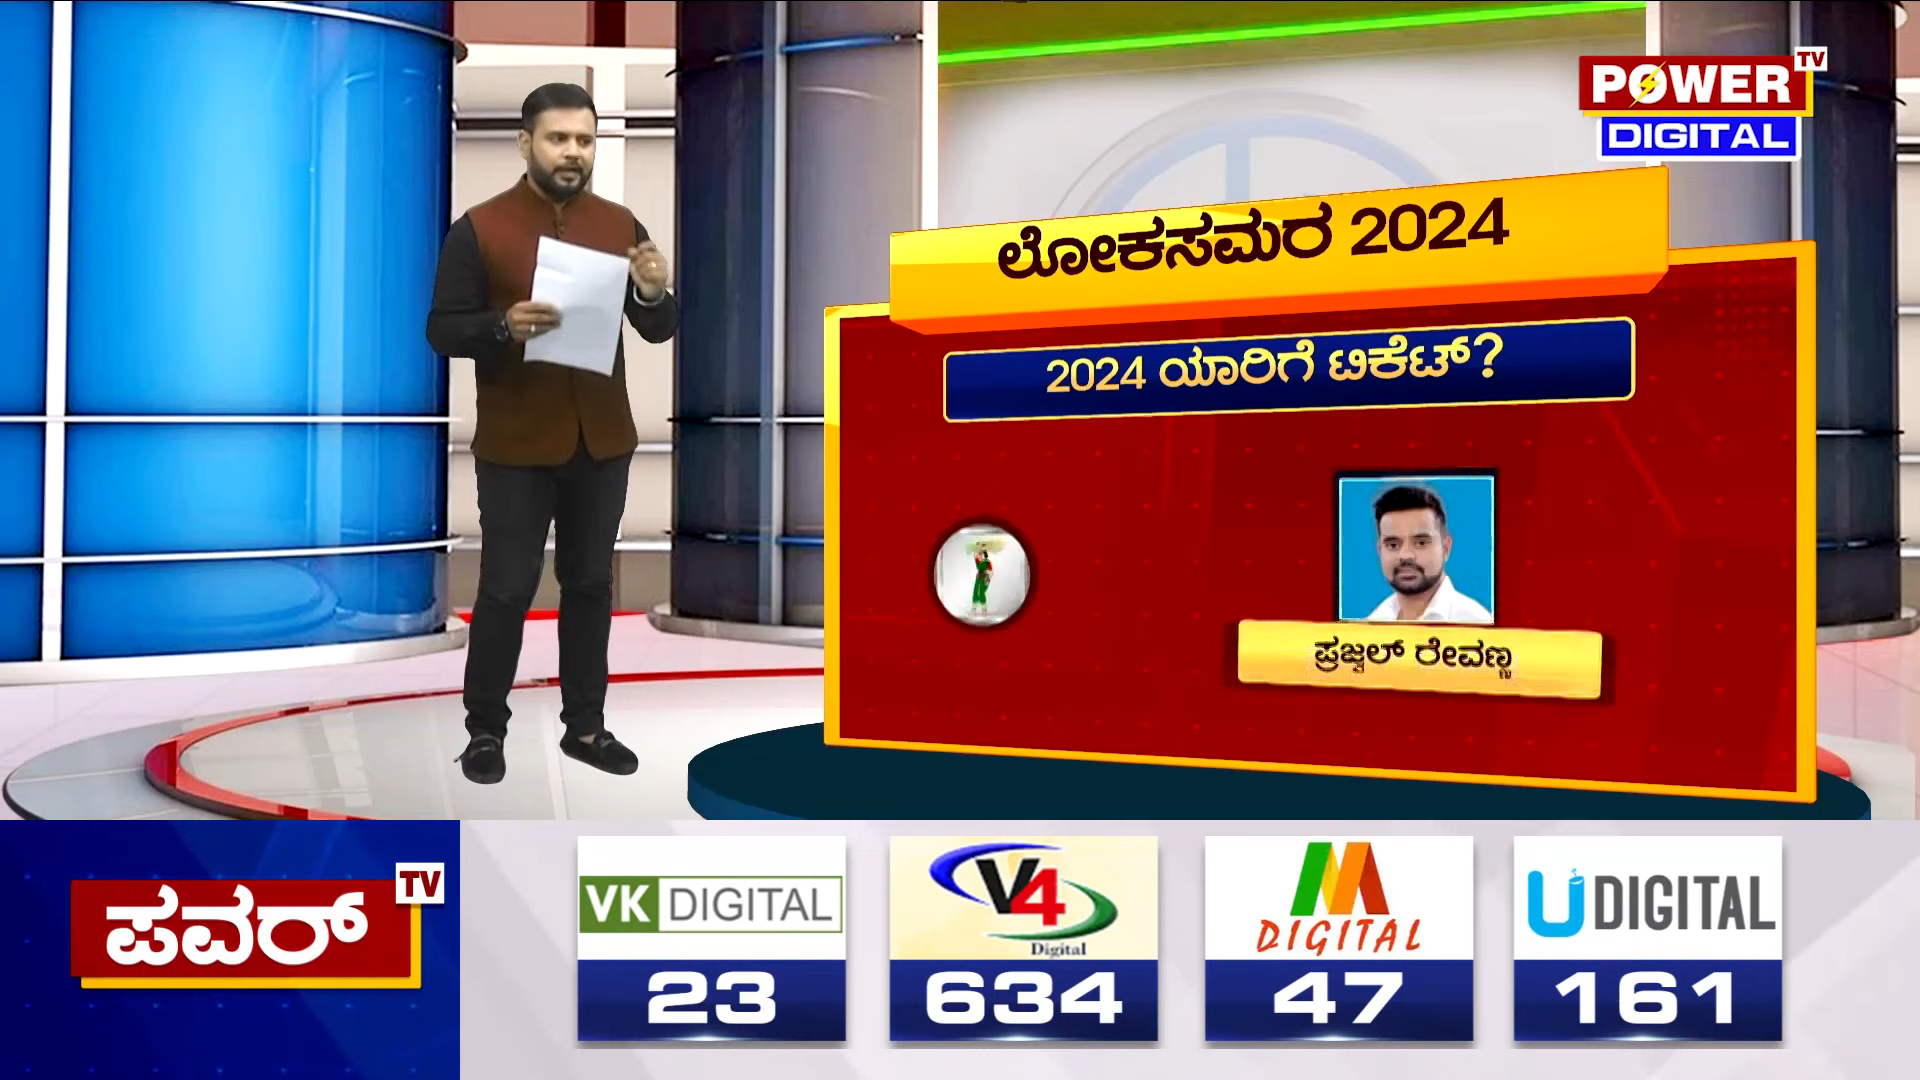 POWER TV
DIGITAL
ಲೋಕಸಮರ 2024
2024 ಯಾರಿಗೆ ಟಿಕೆಟ್?
ಪ್ರಜ್ವಲ್ ರೇವಣ್ಣ
ಪವರ್ TV
VK DIGITAL
23
V4
Digital
634
M
DIGITAL
47
U DIGITAL
161